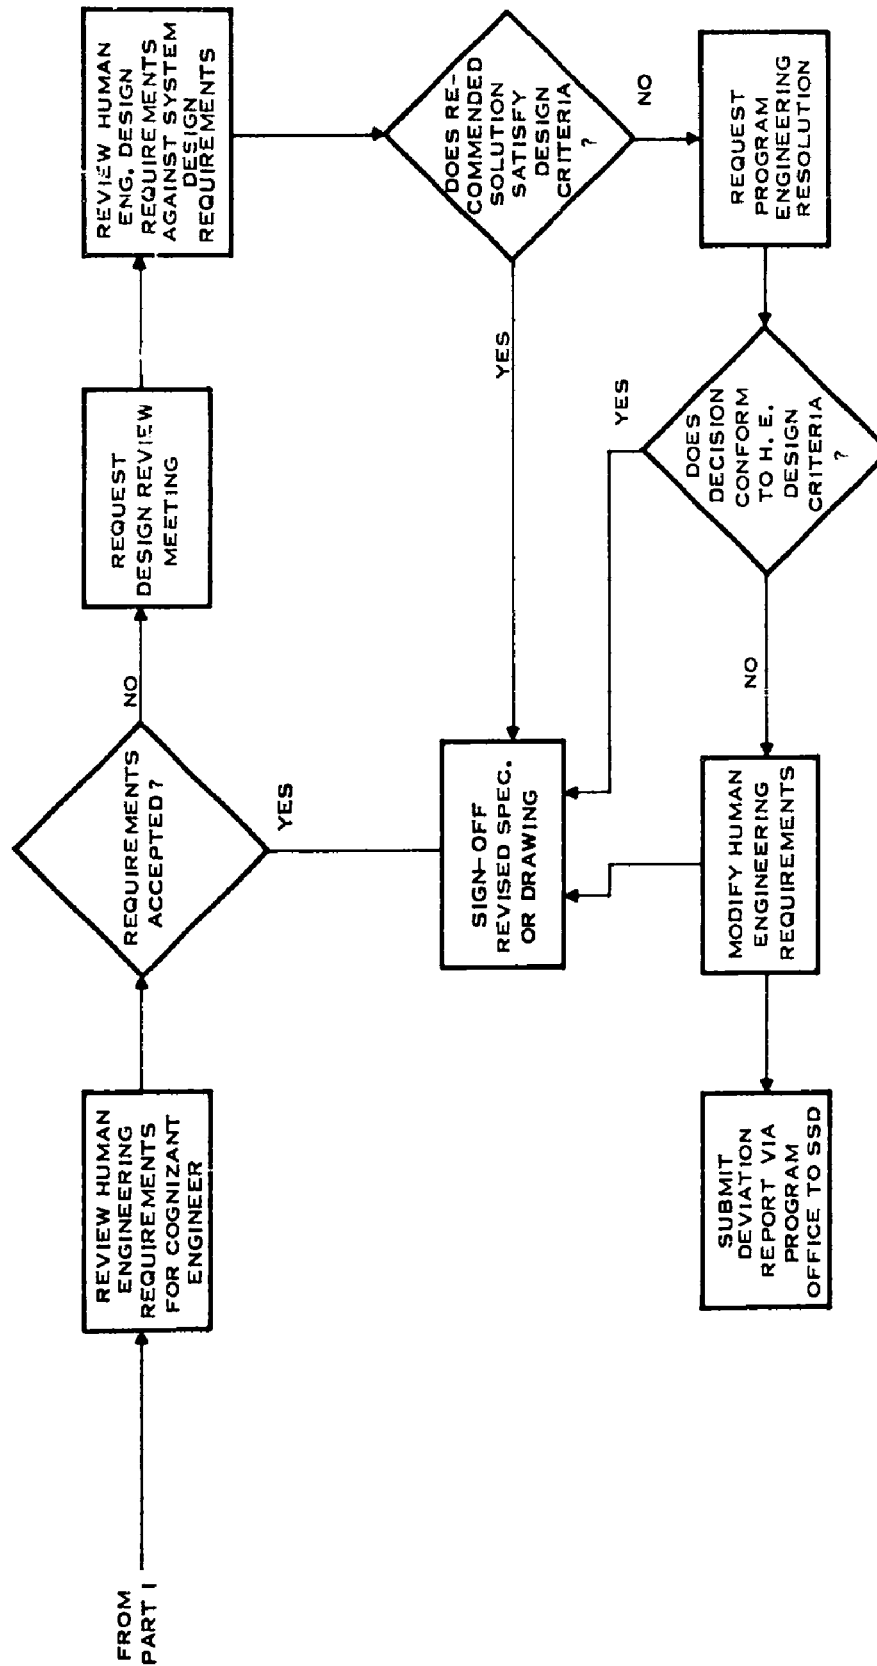 FROM
PART I
REVIEW HUMAN
ENGINEERING
REQUIREMENTS
FOR COGNIZANT
ENGINEER
REQUIREMENTS
ACCEPTED?
NO
YES
REQUEST
DESIGN REVIEW
MEETING
REVIEW HUMAN
ENG. DESIGN
REQUIREMENTS
AGAINST SYSTEM
DESIGN
REQUIREMENTS
DOES RE-
COMMENDED
SOLUTION
SATISFY
DESIGN
CRITERIA
?
YES
NO
SIGN-OFF
REVISED SPEC.
OR DRAWING
REQUEST
PROGRAM
ENGINEERING
RESOLUTION
DOES
DECISION
CONFORM
TO H. E.
DESIGN
CRITERIA
?
YES
NO
MODIFY HUMAN
ENGINEERING
REQUIREMENTS
SUBMIT
DEVIATION
REPORT VIA
PROGRAM
OFFICE TO SSD